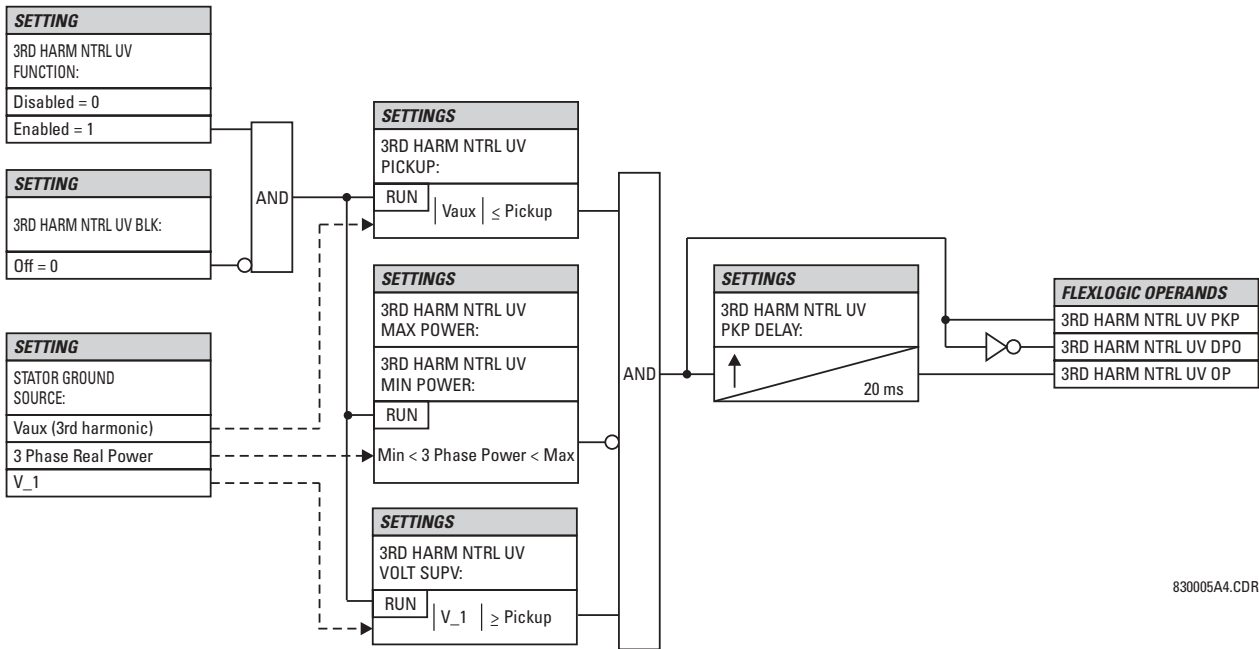 SETTING
3RD HARM NTRL UV
FUNCTION:
Disabled = 0
Enabled = 1
SETTING
3RD HARM NTRL UV BLK:
Off = 0
SETTING
STATOR GROUND
SOURCE:
Vaux (3rd harmonic)
3 Phase Real Power
V_1
AND
SETTINGS
3RD HARM NTRL UV
PICKUP:
RUN
| Vaux | ≤ Pickup
SETTINGS
3RD HARM NTRL UV
MAX POWER:
3RD HARM NTRL UV
MIN POWER:
RUN
Min < 3 Phase Power < Max
SETTINGS
3RD HARM NTRL UV
VOLT SUPV:
RUN
| V_1 | ≥ Pickup
AND
SETTINGS
3RD HARM NTRL UV
PKP DELAY:
20 ms
FLEXLOGIC OPERANDS
3RD HARM NTRL UV PKP
3RD HARM NTRL UV DPO
3RD HARM NTRL UV OP
830005A4.CDR